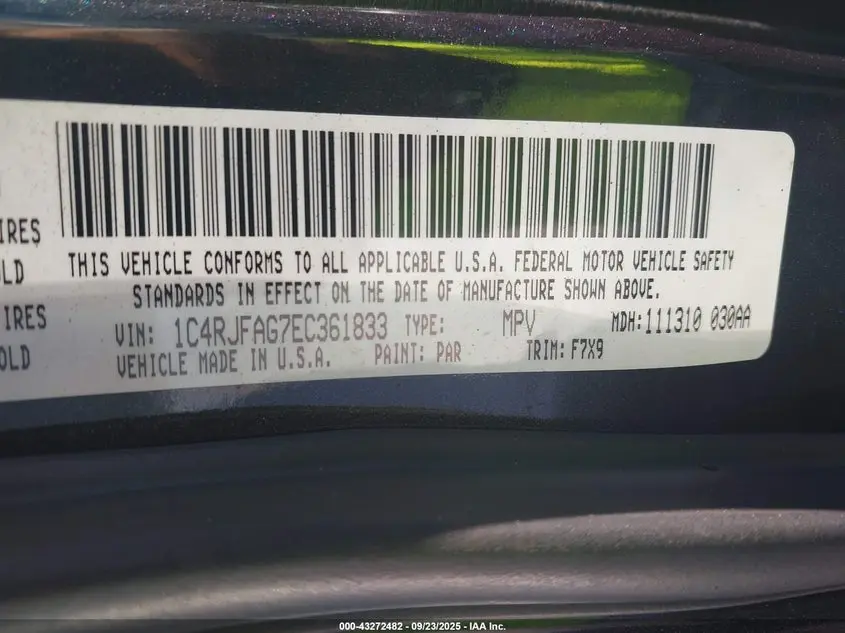 IRES
OLD
THIS VEHICLE CONFORMS TO ALL APPLICABLE U.S.A. FEDERAL MOTOR VEHICLE SAFETY
STANDARDS IN EFFECT ON THE DATE OF MANUFACTURE SHOWN ABOVE.
IRES
OLD
VIN: 1C4RJFAG7EC361833 TYPE: MPV MDH:111310 030AA
VEHICLE MADE IN U.S.A. PAINT: PAR TRIM: F7X9
000-43272482 - 09/23/2025 - IAA Inc.